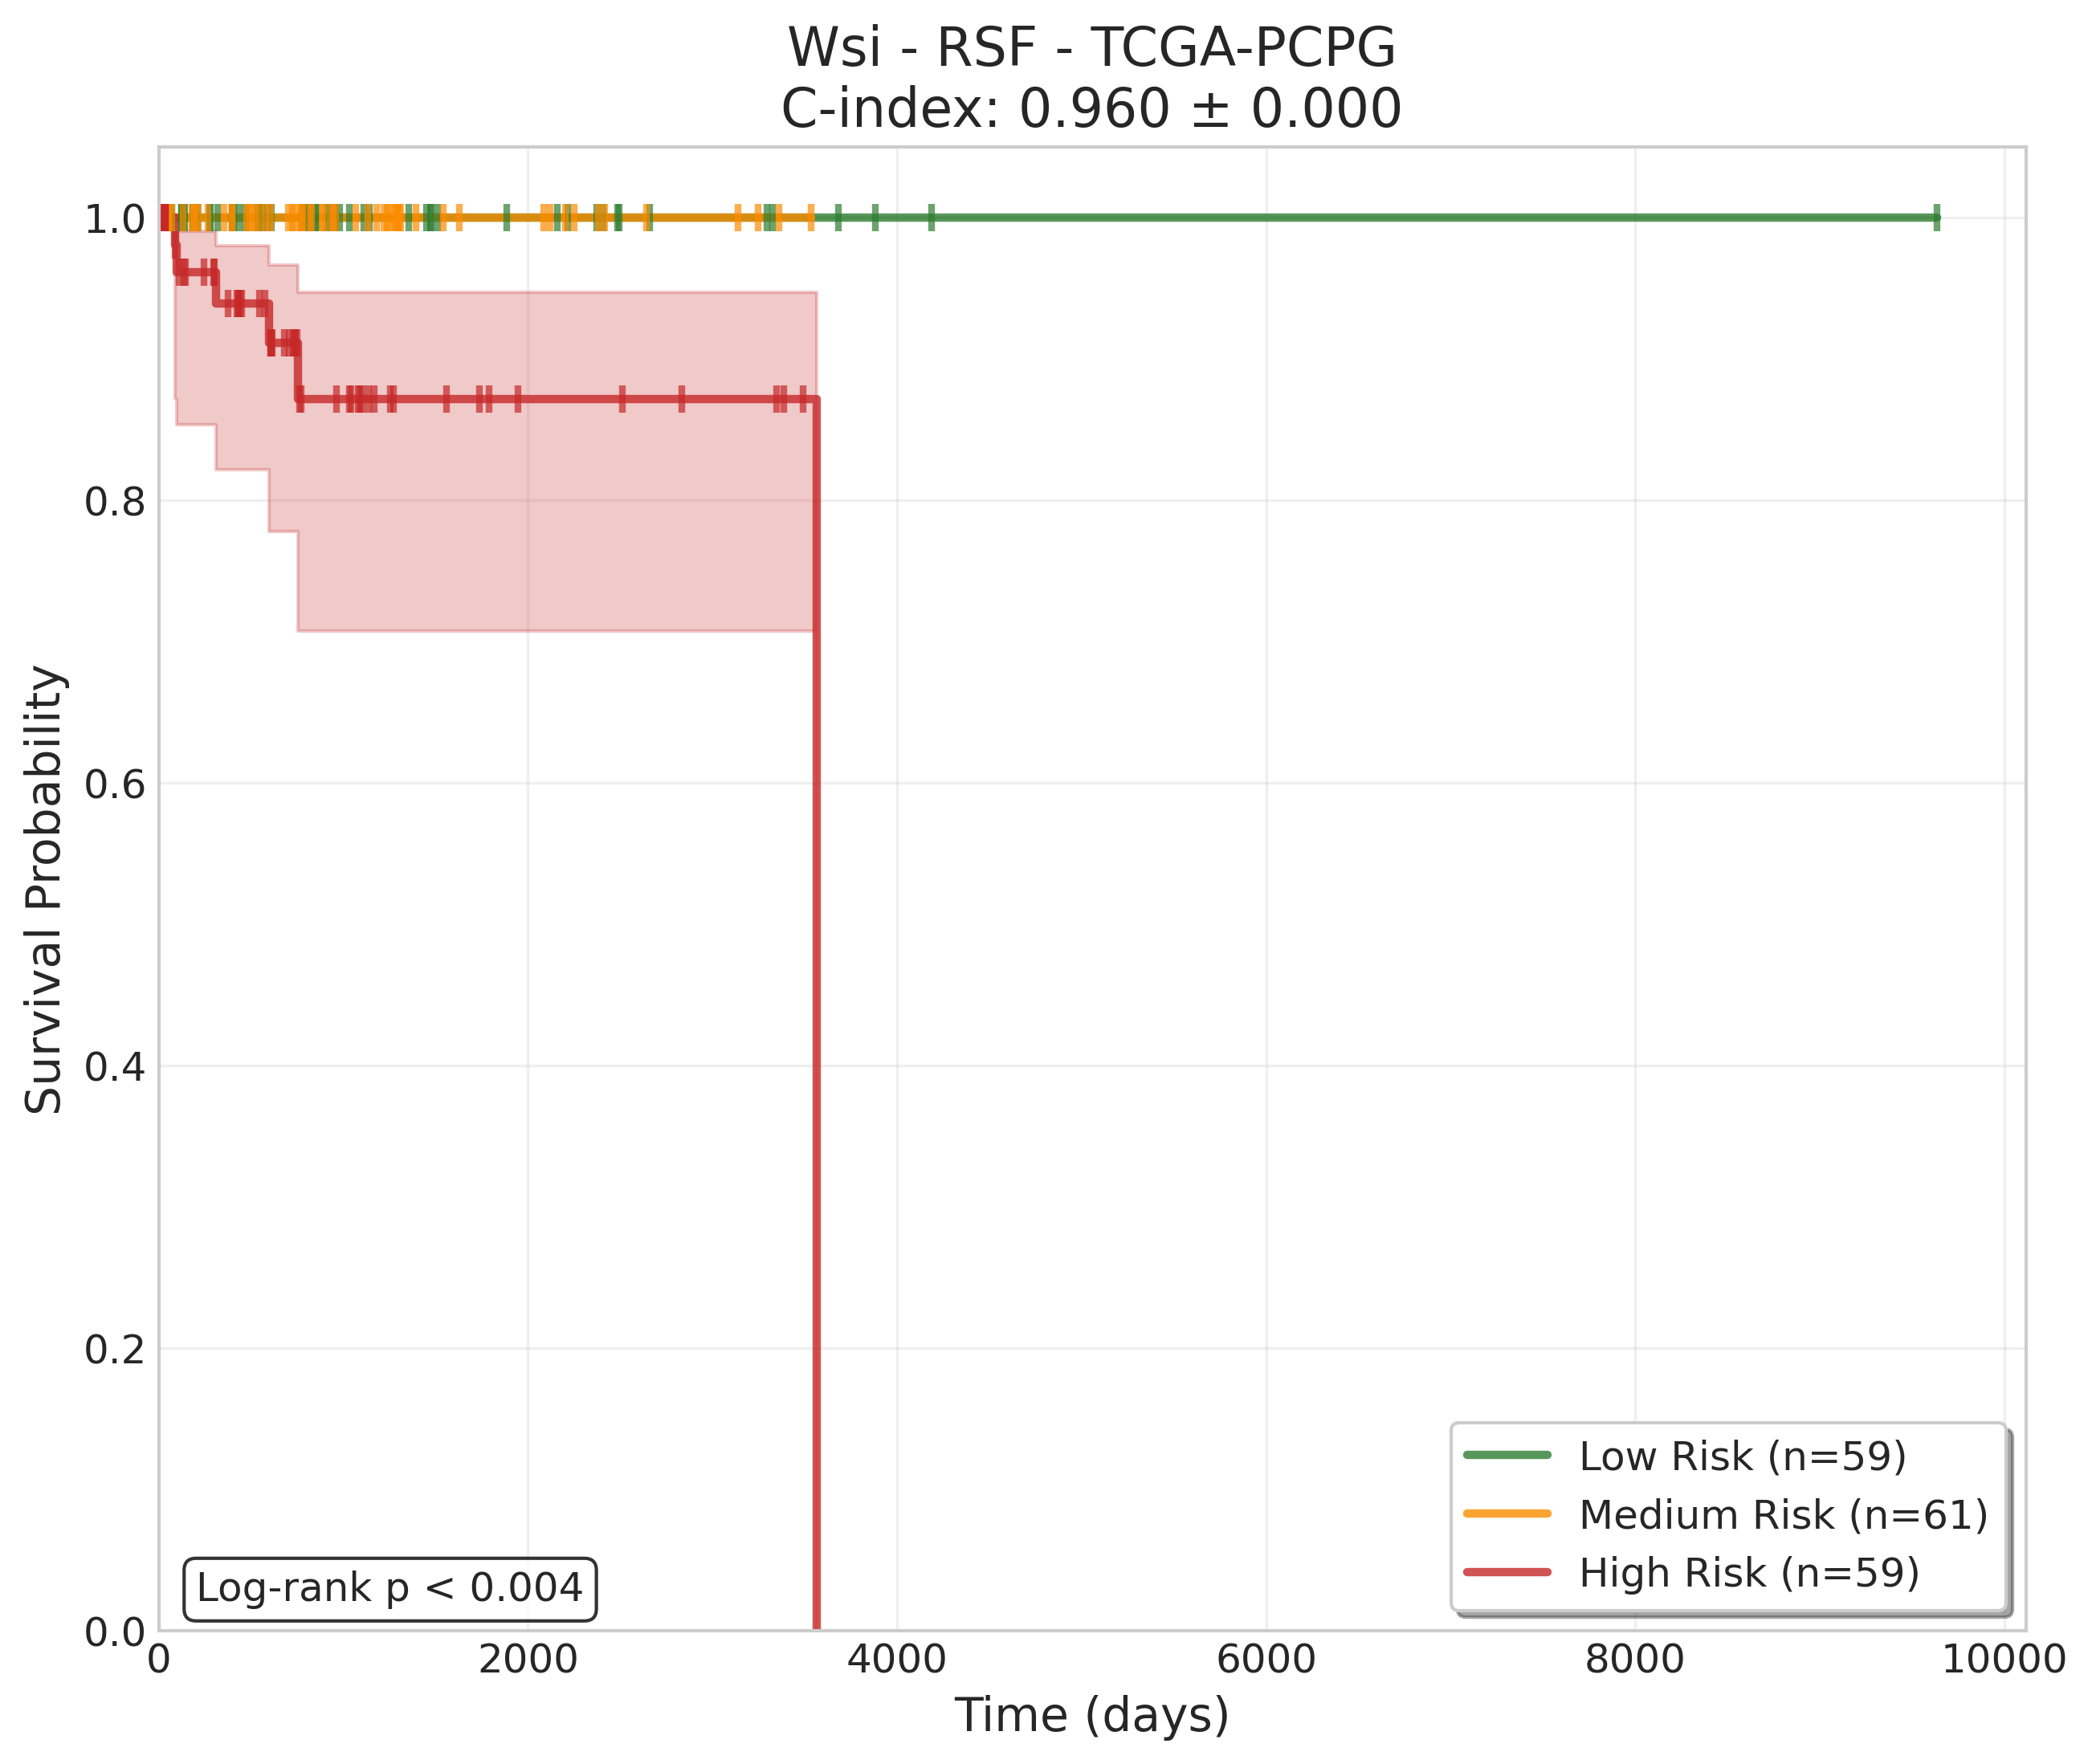 Wsi - RSF - TCGA-PCPG
C-index: 0.960 ± 0.000
Survival Probability
1.0
0.8
0.6
0.4
0.2
0.0
Log-rank p < 0.004
Low Risk (n=59)
Medium Risk (n=61)
High Risk (n=59)
0 2000 4000 6000 8000 10000
Time (days)